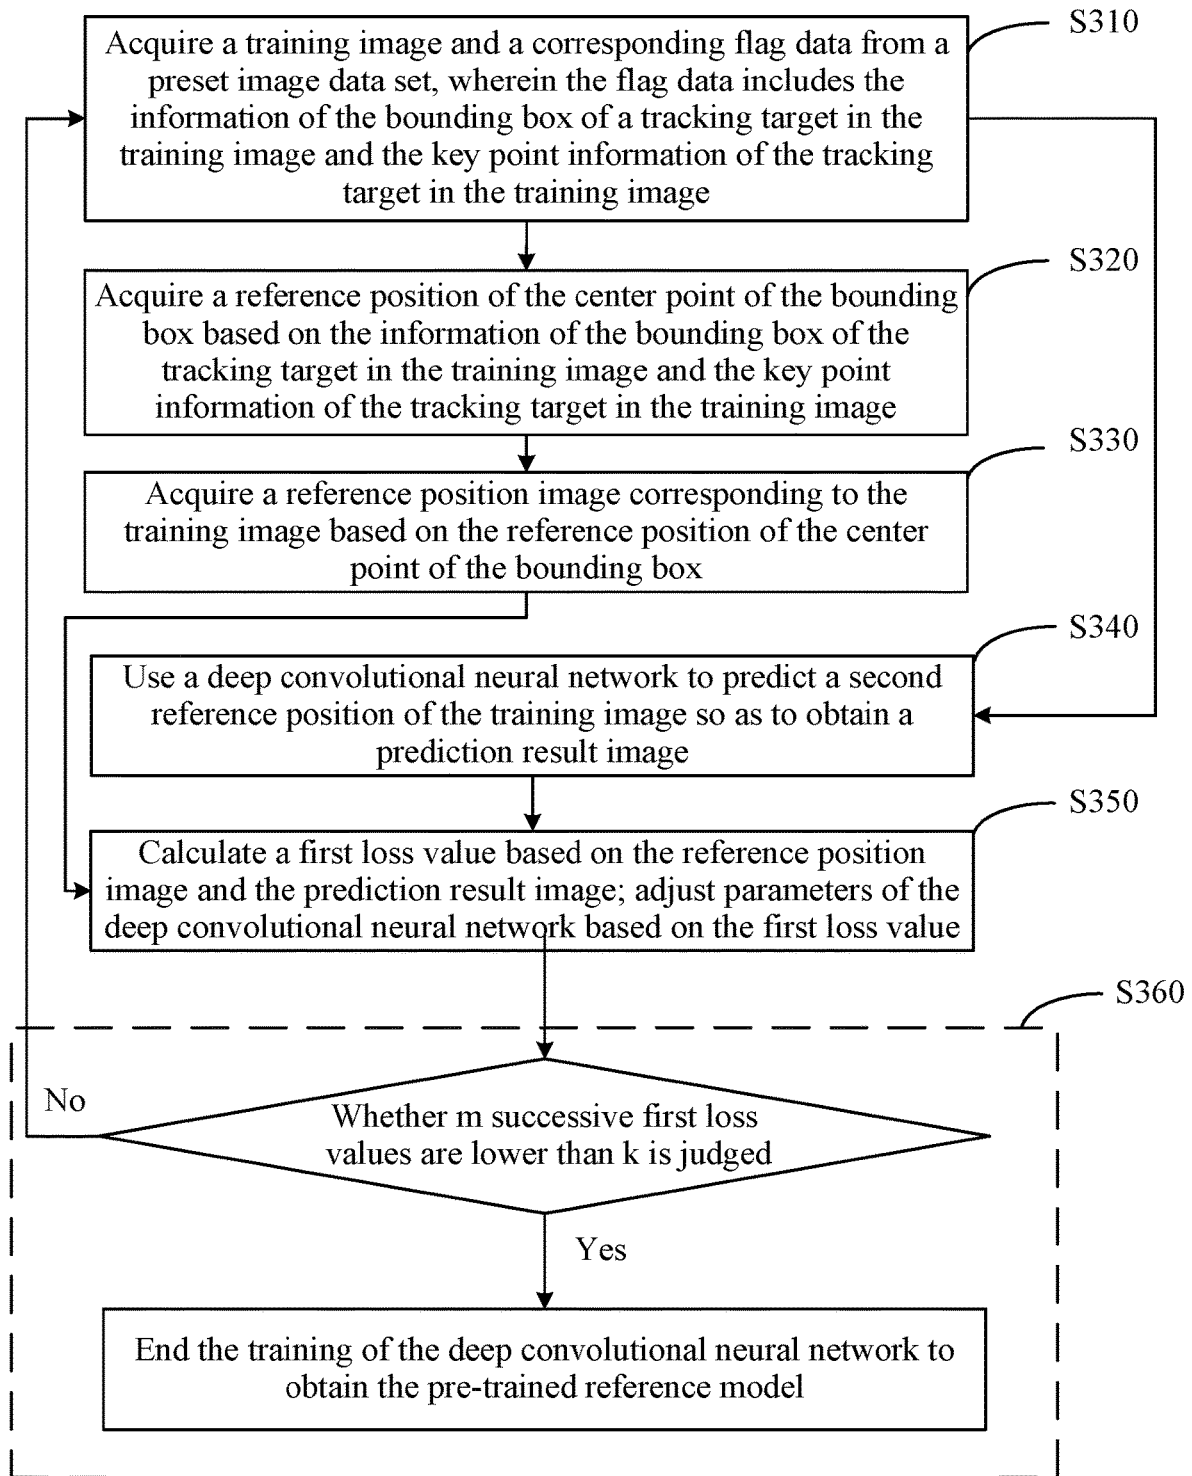 S310
Acquire a training image and a corresponding flag data from a
preset image data set, wherein the flag data includes the
information of the bounding box of a tracking target in the
training image and the key point information of the tracking
target in the training image
S320
Acquire a reference position of the center point of the bounding
box based on the information of the bounding box of the
tracking target in the training image and the key point
information of the tracking target in the training image
S330
Acquire a reference position image corresponding to the
training image based on the reference position of the center
point of the bounding box
S340
Use a deep convolutional neural network to predict a second
reference position of the training image so as to obtain a
prediction result image
S350
Calculate a first loss value based on the reference position
image and the prediction result image; adjust parameters of the
deep convolutional neural network based on the first loss value
S360
No
Whether m successive first loss
values are lower than k is judged
Yes
End the training of the deep convolutional neural network to
obtain the pre-trained reference model